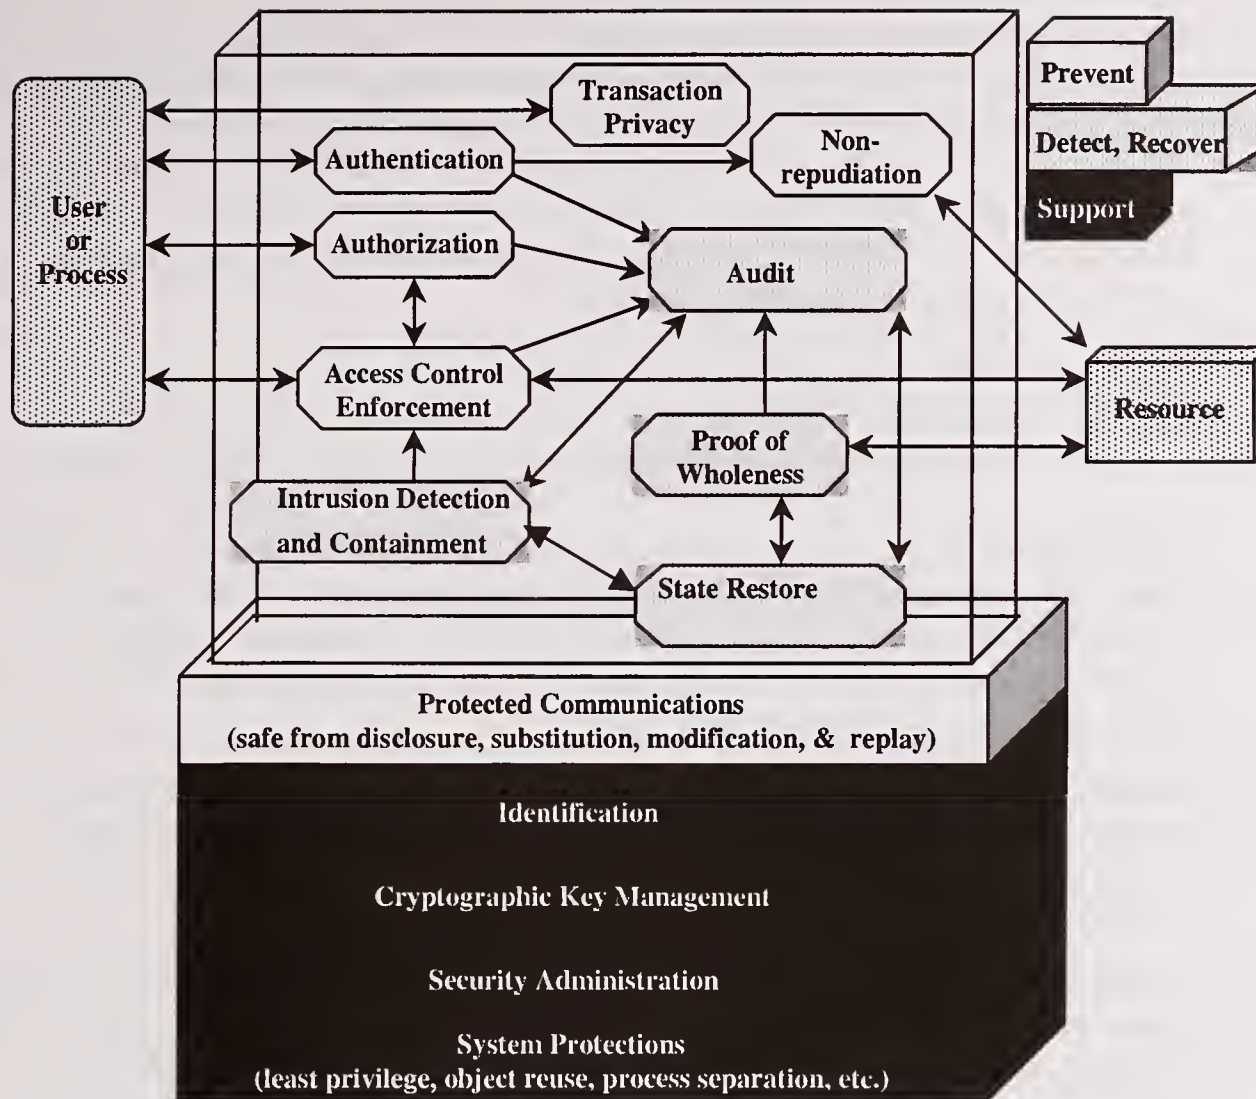 Transaction
Privacy
Prevent
Authentication
Non-
repudiation
Detect, Recover
User
or
Process
Support
Authorization
Audit
Access Control
Enforcement
Resource
Proof of
Wholeness
Intrusion Detection
and Containment
State Restore
Protected Communications
(safe from disclosure, substitution, modification, & replay)
Identification
Cryptographic Key Management
Security Administration
System Protections
(least privilege, object reuse, process separation, etc.)